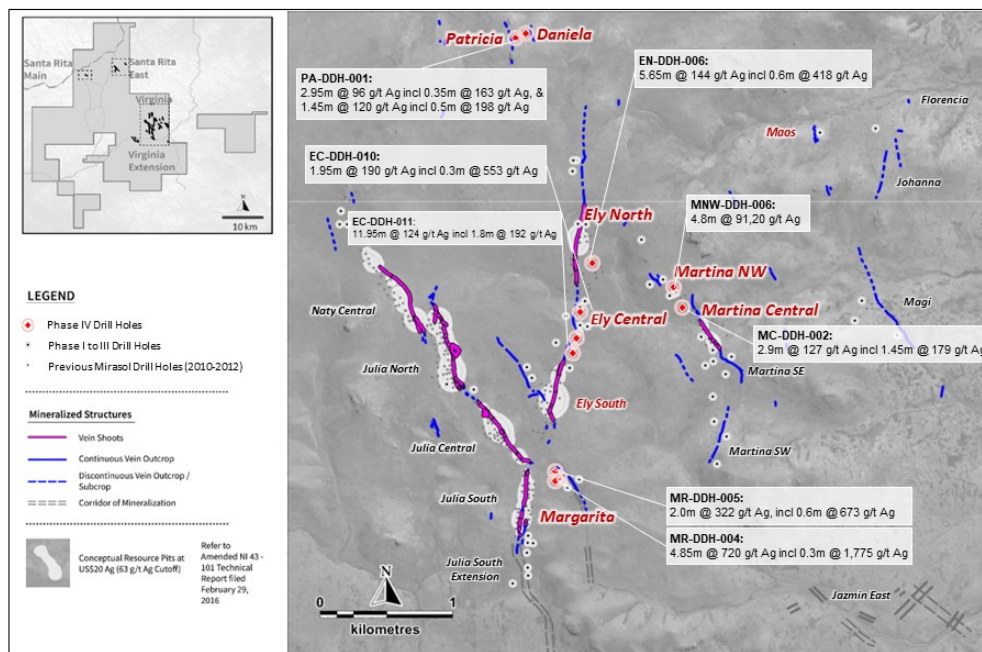 Santa Rita
Main
Santa Rita
East
Virginia
Virginia
Extension
N
10 km
LEGEND
Phase IV Drill Holes
Phase I to III Drill Holes
Previous Mirasol Drill Holes (2010-2012)
Mineralized Structures
Vein Shoots
Continuous Vein Outcrop
Discontinuous Vein Outcrop /
Subcrop
Corridor of Mineralization
Conceptual Resource Pits at
US$20 Ag (63 g/t Ag Cutoff)
Refer to
Amended NI 43 -
101 Technical
Report filed
February 29,
2016
Patricia
Daniela
PA-DDH-001:
2.95m @ 96 g/t Ag incl 0.35m @ 163 g/t Ag, &
1.45m @ 120 g/t Ag incl 0.5m @ 198 g/t Ag
EN-DDH-006:
5.65m @ 144 g/t Ag incl 0.6m @ 418 g/t Ag
Florencia
Maos
EC-DDH-010:
1.95m @ 190 g/t Ag incl 0.3m @ 553 g/t Ag
Johanna
MNW-DDH-006:
4.8m @ 91,20 g/t Ag
Ely North
EC-DDH-011:
11.95m @ 124 g/t Ag incl 1.8m @ 192 g/t Ag
Martina NW
Naty Central
Ely Central
Martina Central
Magi
MC-DDH-002:
2.9m @ 127 g/t Ag incl 1.45m @ 179 g/t Ag
Julia North
Martina SE
Ely South
Julia Central
Martina SW
Julia South
MR-DDH-005:
2.0m @ 322 g/t Ag, incl 0.6m @ 673 g/t Ag
Margarita
MR-DDH-004:
4.85m @ 720 g/t Ag incl 0.3m @ 1,775 g/t Ag
Julia South
Extension
N
Jazmin East
0
1
kilometres